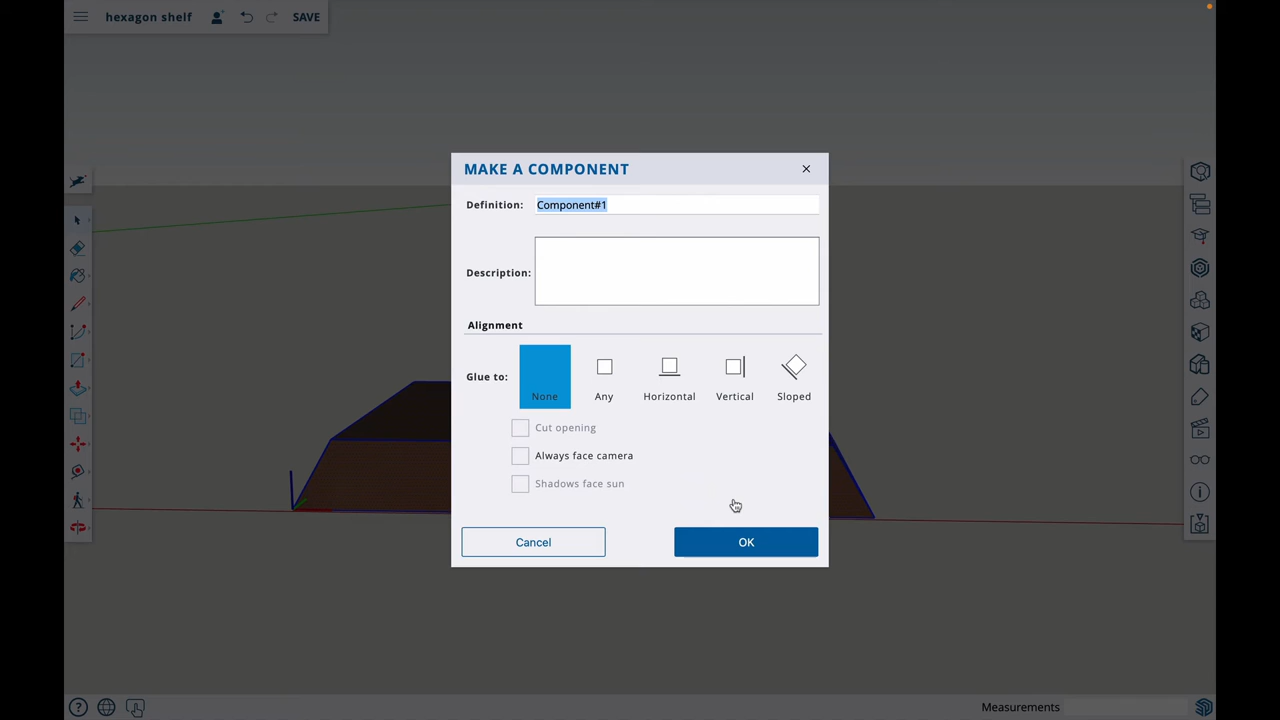 hexagon shelf
SAVE
MAKE A COMPONENT
Definition: Component#1
Description:
Alignment
Glue to: None Any Horizontal Vertical Sloped
Cut opening
Always face camera
Shadows face sun
Cancel OK
Measurements